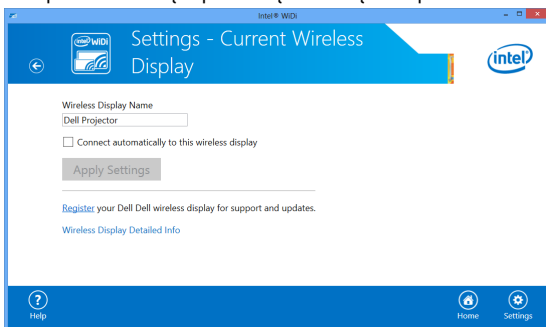 Intel® WiDi
intel WiDi
Settings - Current Wireless
Display
intel
Wireless Display Name
Dell Projector
Connect automatically to this wireless display
Apply Settings
Register your Dell Dell wireless display for support and updates.
Wireless Display Detailed Info
?
Help
Home
Settings